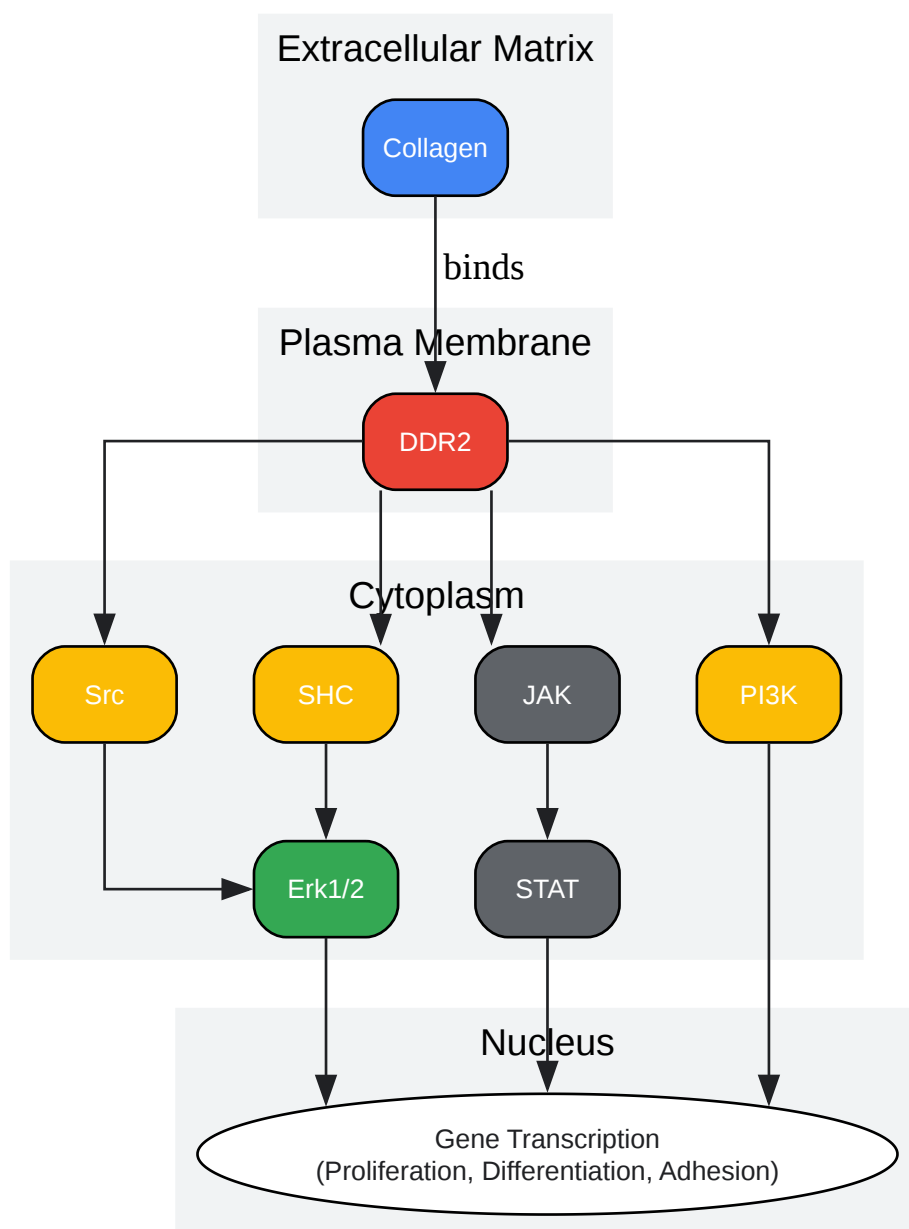 Extracellular Matrix
Collagen
binds
Plasma Membrane
DDR2
Cytoplasm
Src
SHC
JAK
PI3K
Erk1/2
STAT
Nucleus
Gene Transcription
(Proliferation, Differentiation, Adhesion)